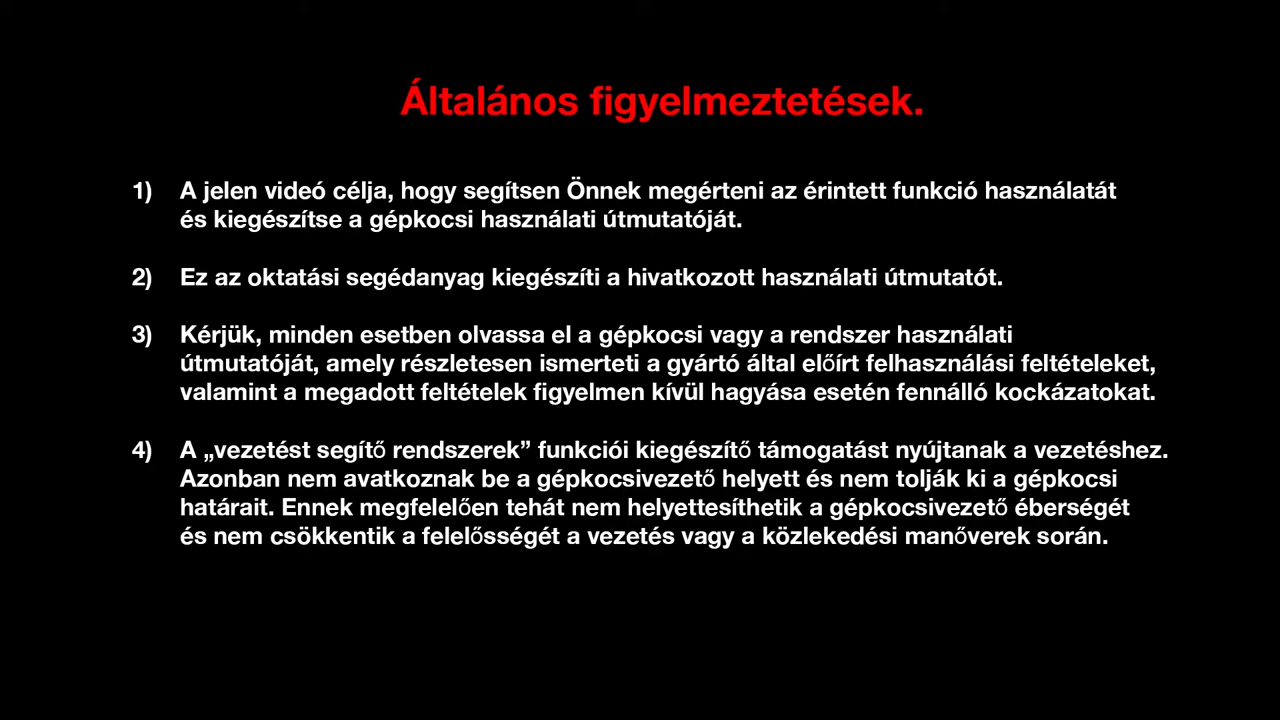 Általános figyelmeztetések.
1) A jelen videó célja, hogy segítsen Önnek megérteni az érintett funkció használatát
és kiegészítse a gépkocsi használati útmutatóját.
2) Ez az oktatási segédanyag kiegészíti a hivatkozott használati útmutatót.
3) Kérjük, minden esetben olvassa el a gépkocsi vagy a rendszer használati
útmutatóját, amely részletesen ismerteti a gyártó által előírt felhasználási feltételeket,
valamint a megadott feltételek figyelmen kívül hagyása esetén fennálló kockázatokat.
4) A „vezetést segítő rendszerek” funkciói kiegészítő támogatást nyújtanak a vezetéshez.
Azonban nem avatkoznak be a gépkocsivezető helyett és nem tolják ki a gépkocsi
határait. Ennek megfelelően tehát nem helyettesíthetik a gépkocsivezető éberségét
és nem csökkentik a felelősségét a vezetés vagy a közlekedési manőverek során.